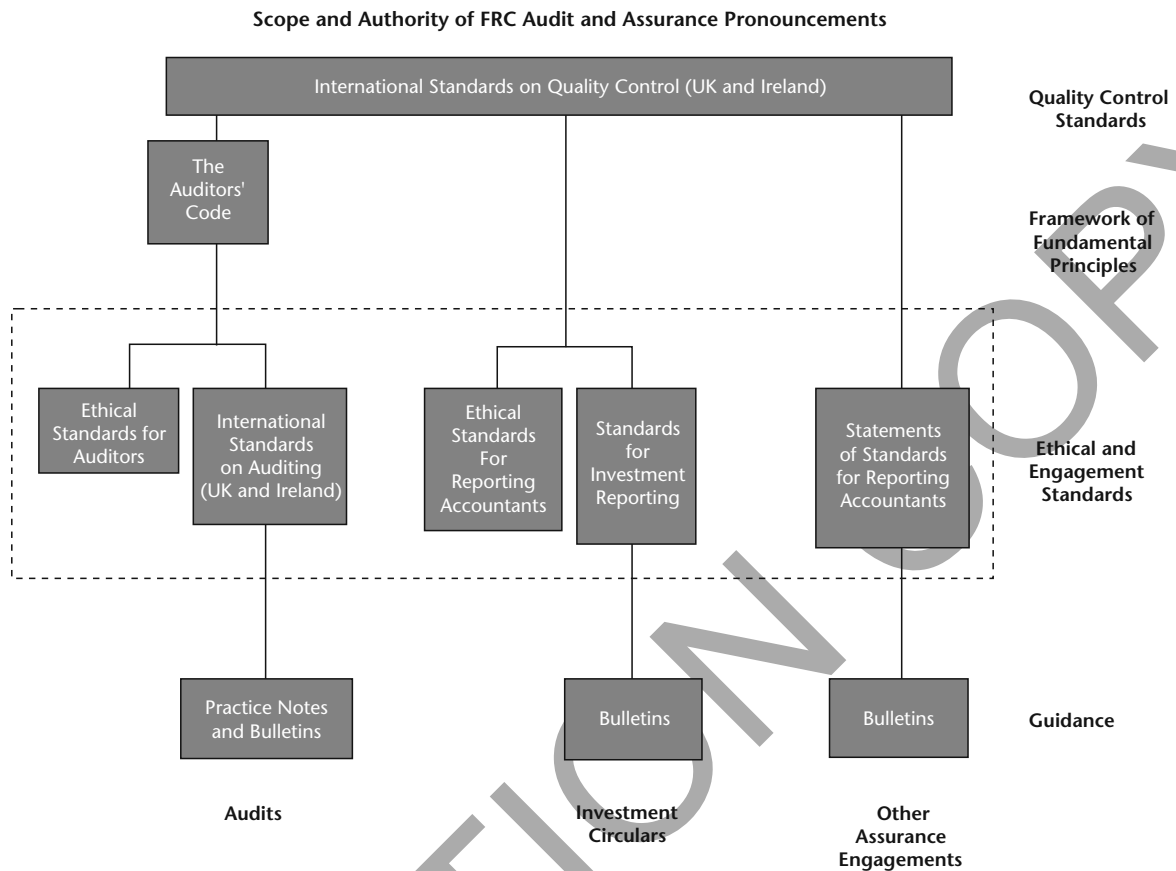 Scope and Authority of FRC Audit and Assurance Pronouncements
International Standards on Quality Control (UK and Ireland)
Quality Control
Standards
The
Auditors'
Code
Framework of
Fundamental
Principles
Ethical
Standards for
Auditors
International
Standards
on Auditing
(UK and Ireland)
Ethical
Standards
For
Reporting
Accountants
Standards
for
Investment
Reporting
Statements
of Standards
for Reporting
Accountants
Ethical and
Engagement
Standards
Practice Notes
and Bulletins
Bulletins
Bulletins
Guidance
Audits
Investment
Circulars
Other
Assurance
Engagements
TION COPY